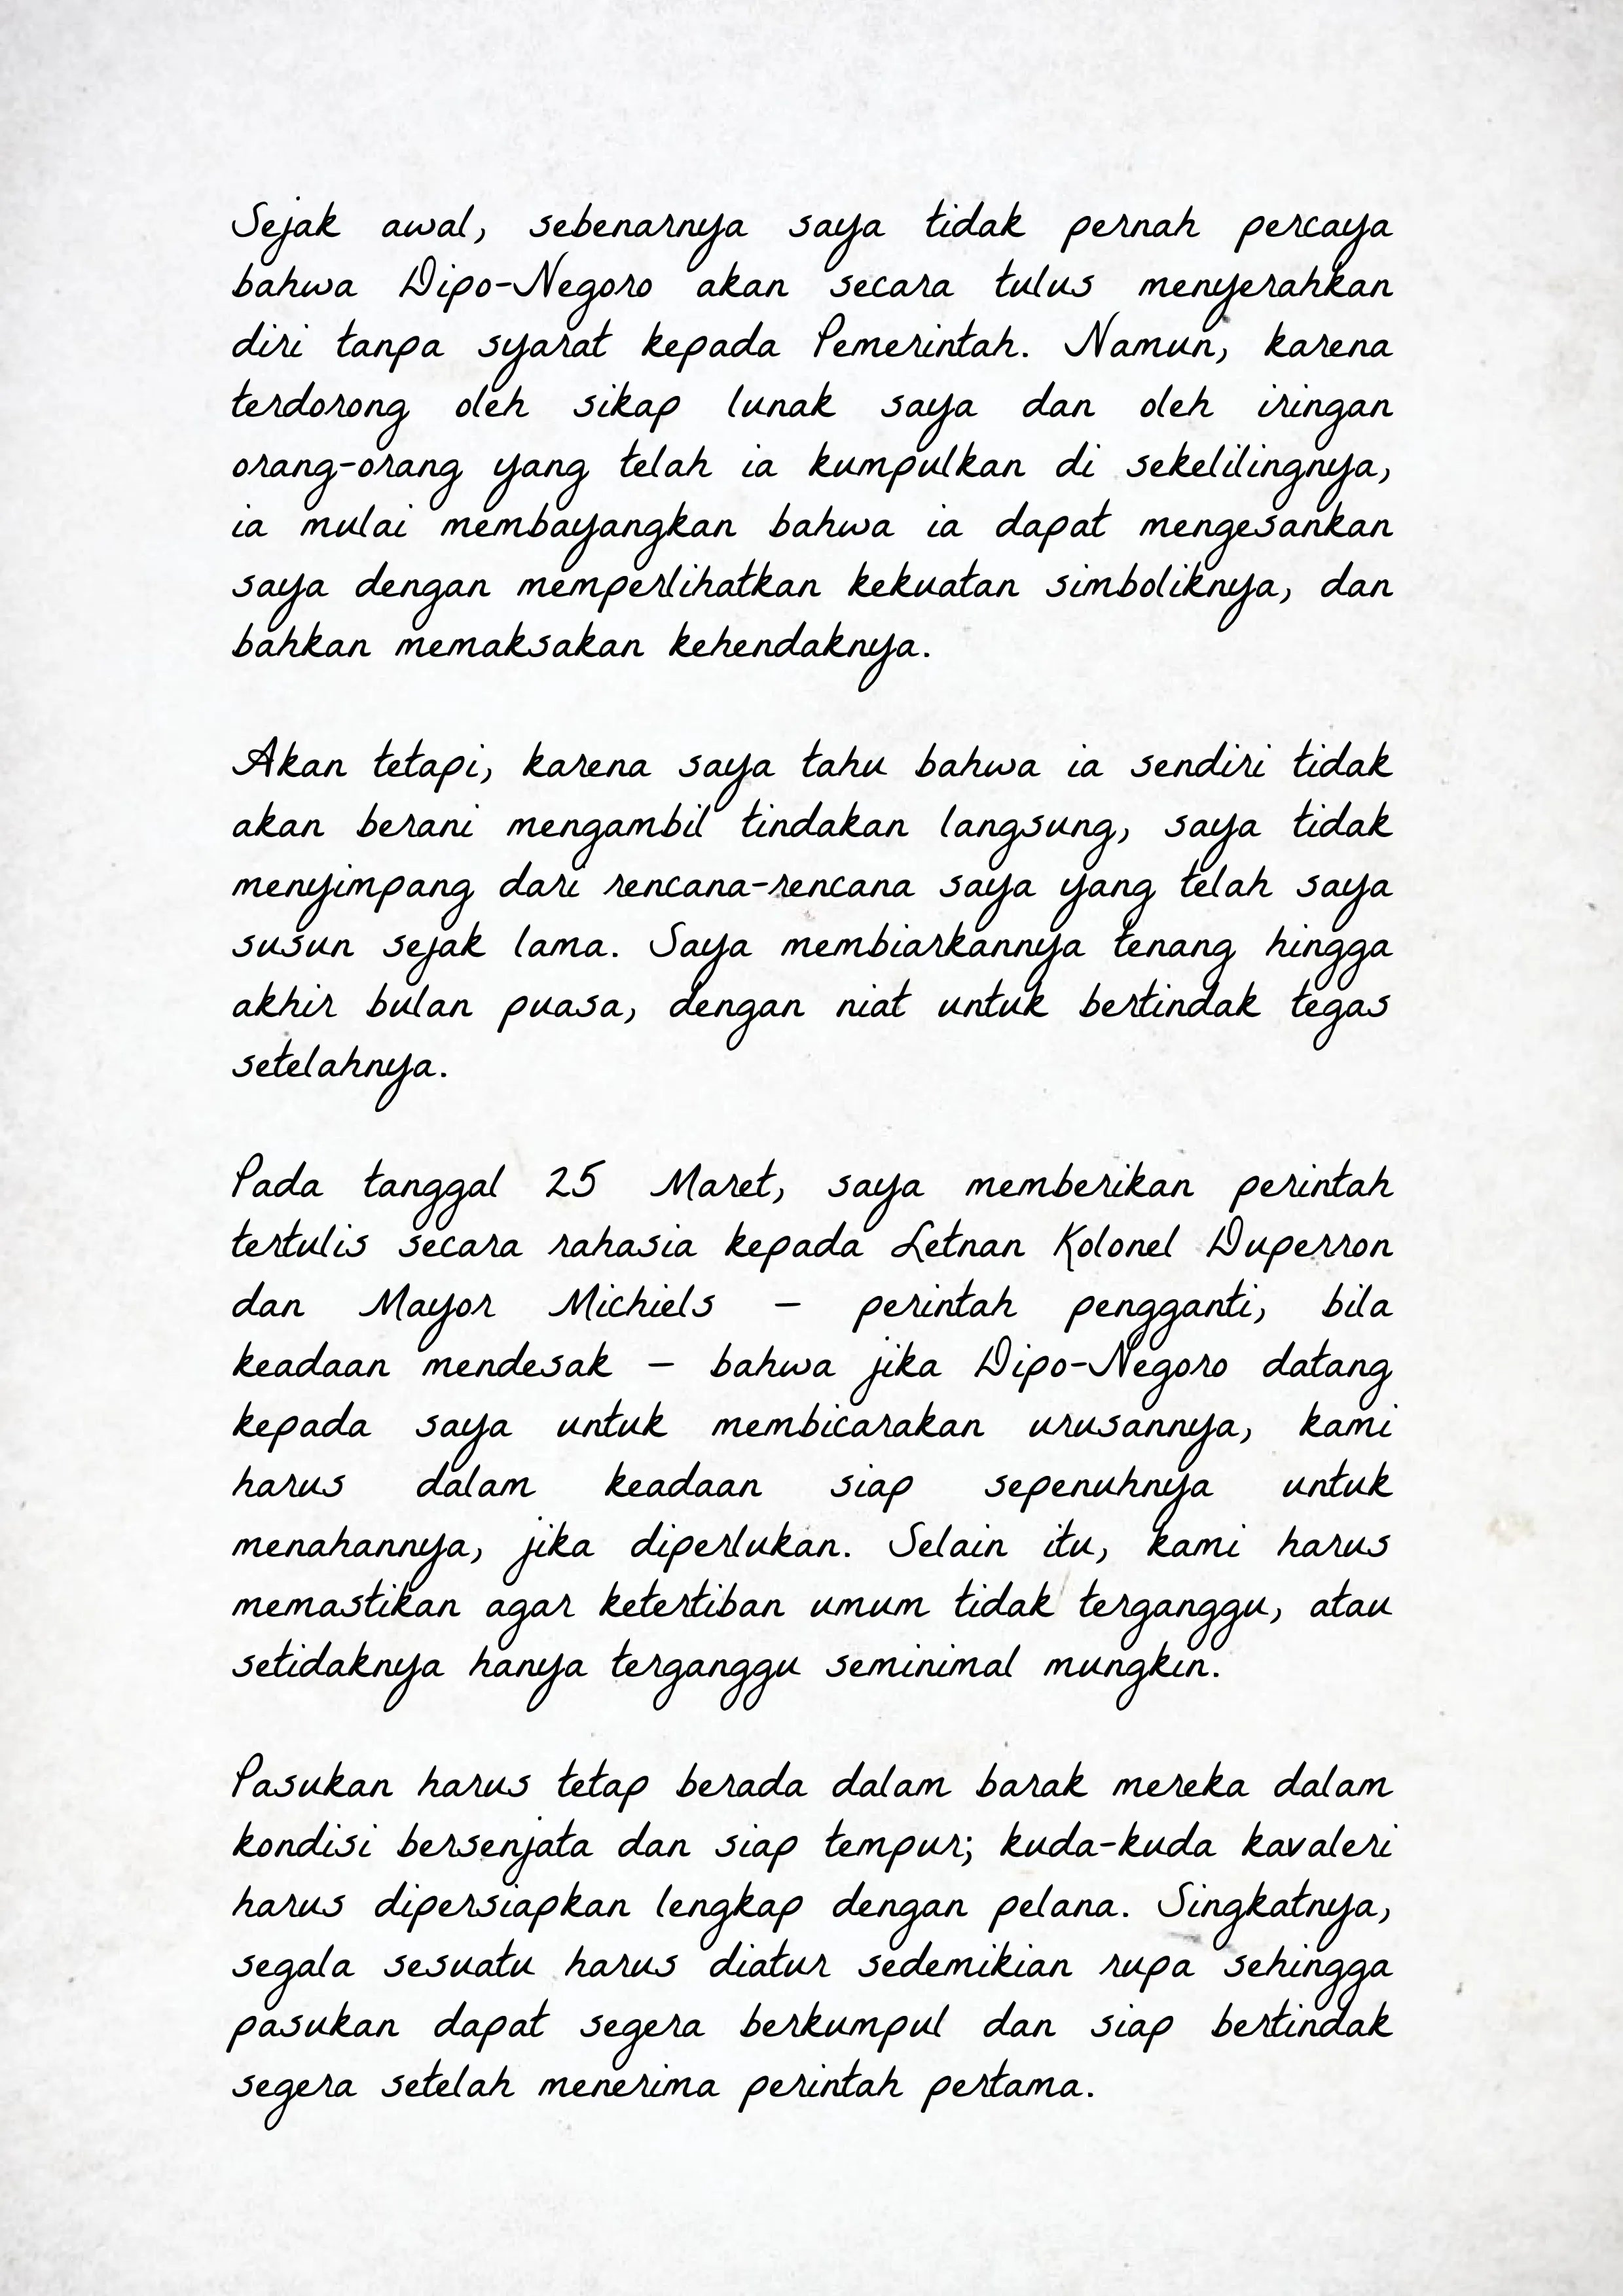 Sejak awal, sebenarnya saya tidak pernah percaya
bahwa Dipo-Negoro akan secara tulus menyerahkan
diri tanpa syarat kepada Pemerintah. Namun, karena
terdorong oleh sikap lunak saya dan oleh iringan
orang-orang yang telah ia kumpulkan di sekelilingnya,
ia mulai membayangkan bahwa ia dapat mengesankan
saya dengan memperlihatkan kekuatan simboliknya, dan
bahkan memaksakan kehendaknya.
Akan tetapi, karena saya tahu bahwa ia sendiri tidak
akan berani mengambil tindakan langsung, saya tidak
menyimpang dari rencana-rencana saya yang telah saya
susun sejak lama. Saya membiarkannya tenang hingga
akhir bulan puasa, dengan niat untuk bertindak tegas
setelahnya.
Pada tanggal 25 Maret, saya memberikan perintah
tertulis secara rahasia kepada Letnan Kolonel Duperron
dan Mayor Michiels – perintah pengganti, bila
keadaan mendesak – bahwa jika Dipo-Negoro datang
kepada saya untuk membicarakan urusannya, kami
harus dalam keadaan siap sepenuhnya untuk
menahannya, jika diperlukan. Selain itu, kami harus
memastikan agar ketertiban umum tidak terganggu, atau
setidaknya hanya terganggu seminimal mungkin.
Pasukan harus tetap berada dalam barak mereka dalam
kondisi bersenjata dan siap tempur; kuda-kuda kavaleri
harus dipersiapkan lengkap dengan pelana. Singkatnya,
segala sesuatu harus diatur sedemikian rupa sehingga
pasukan dapat segera berkumpul dan siap bertindak
segera setelah menerima perintah pertama.